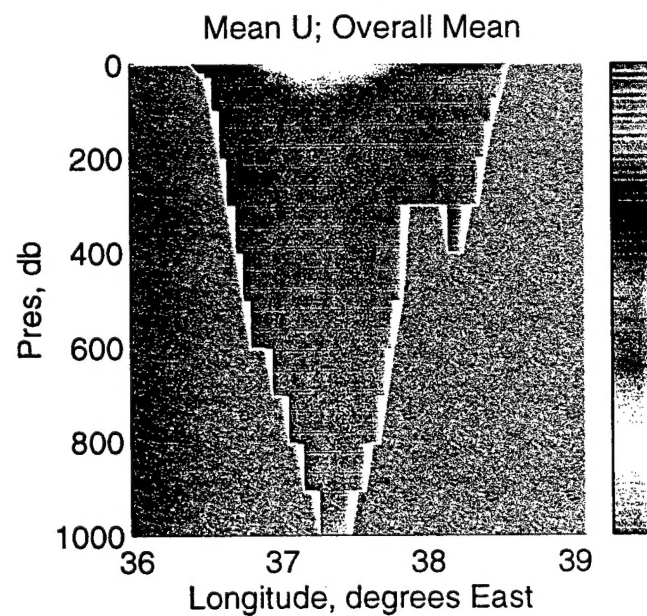 Mean U; Overall Mean
0
200
400
600
800
1000
Pres, db
36 37 38 39
Longitude, degrees East